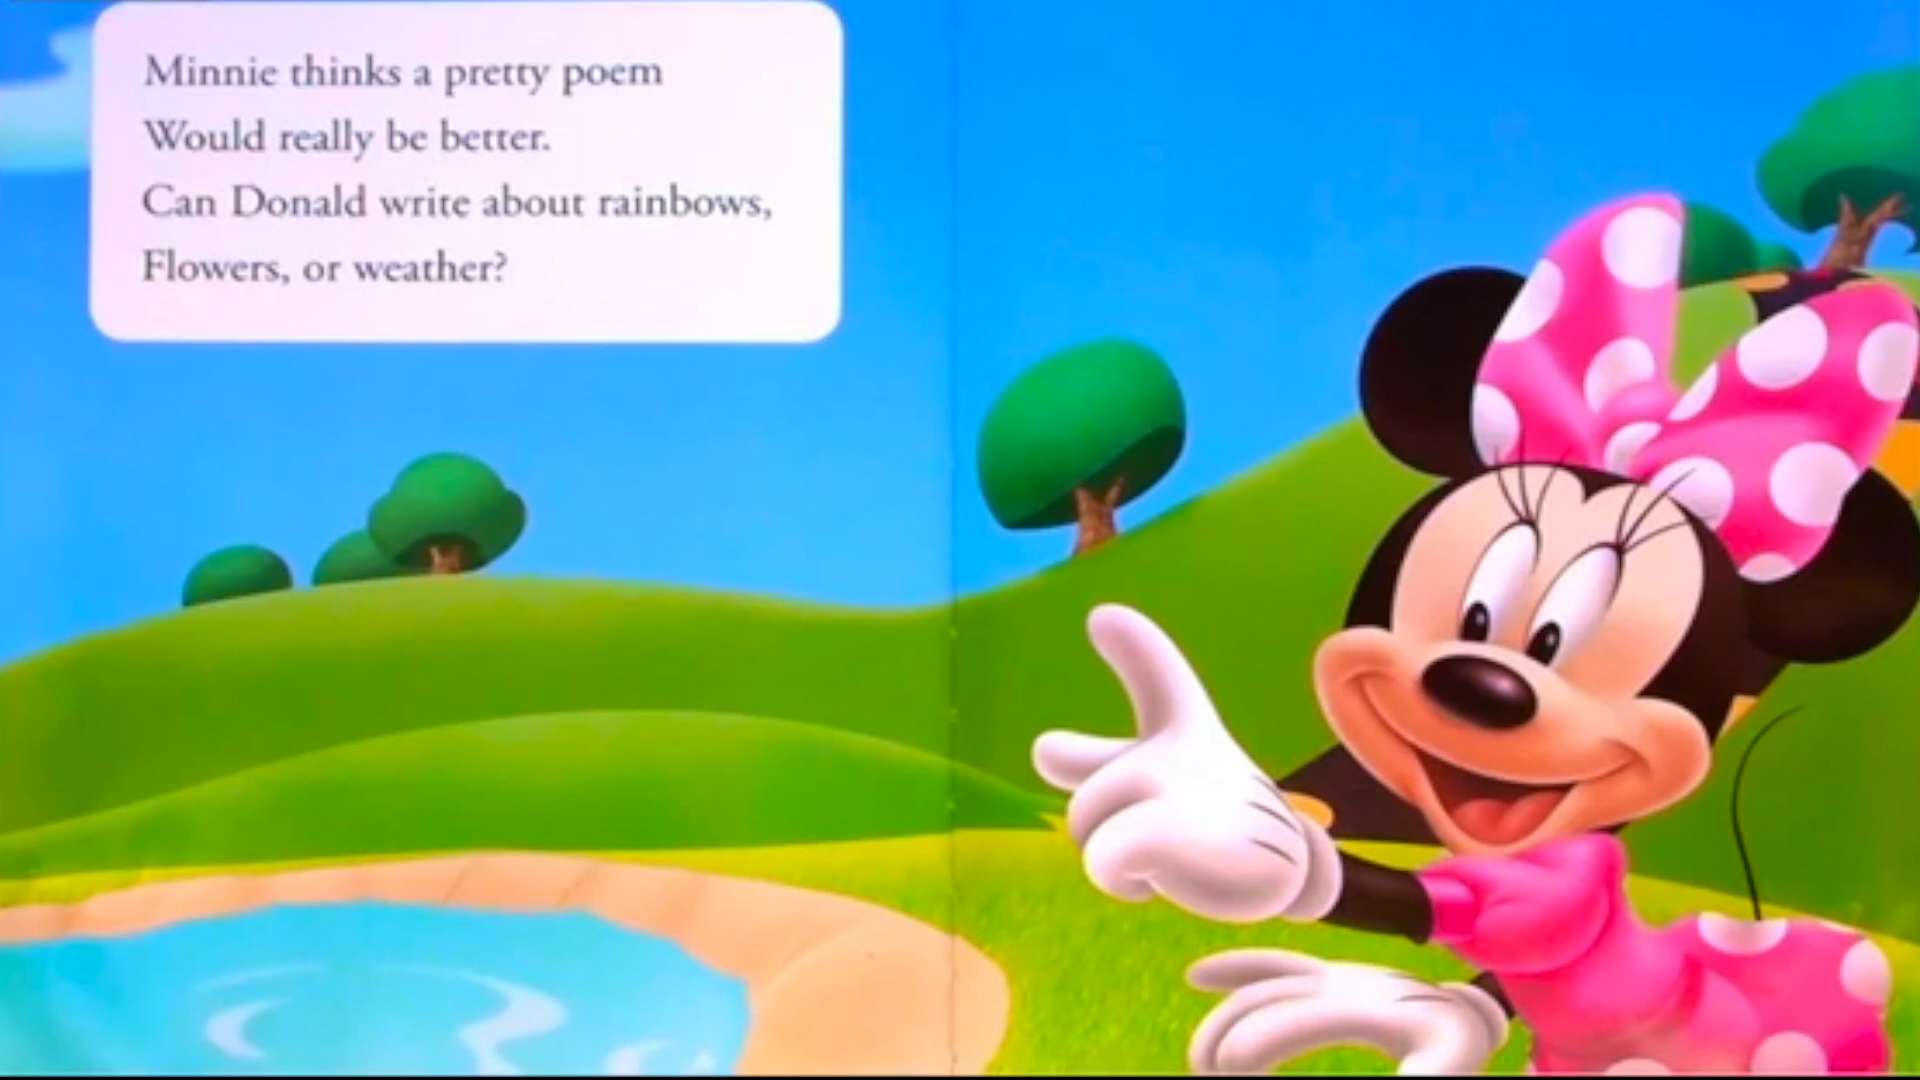 Minnie thinks a pretty poem
Would really be better.
Can Donald write about rainbows,
Flowers, or weather?